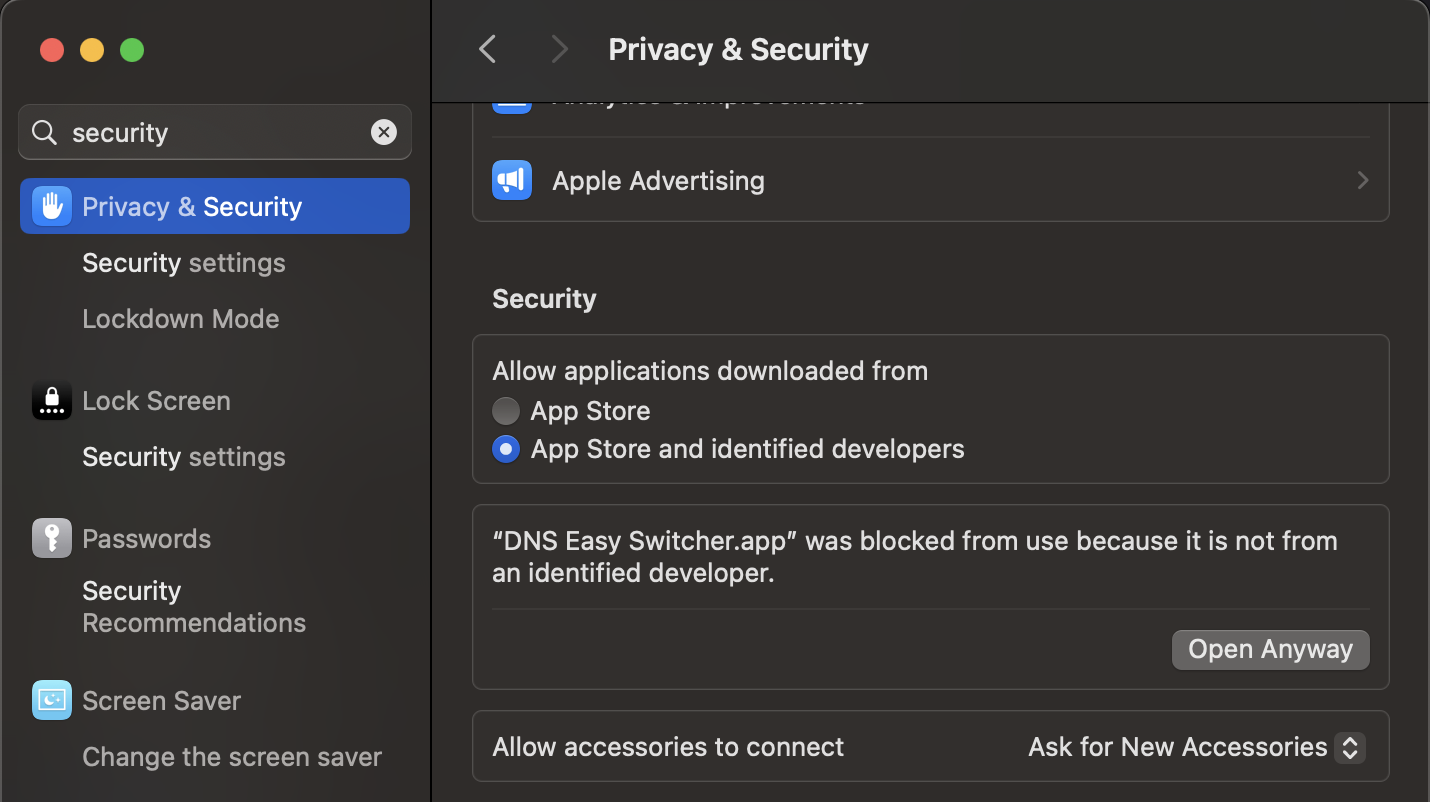 security
Privacy & Security
Security settings
Lockdown Mode
Lock Screen
Security settings
Passwords
Security
Recommendations
Screen Saver
Change the screen saver
Privacy & Security
Analytics & Improvements
Apple Advertising
Security
Allow applications downloaded from
App Store
App Store and identified developers
“DNS Easy Switcher.app” was blocked from use because it is not from
an identified developer.
Open Anyway
Allow accessories to connect
Ask for New Accessories